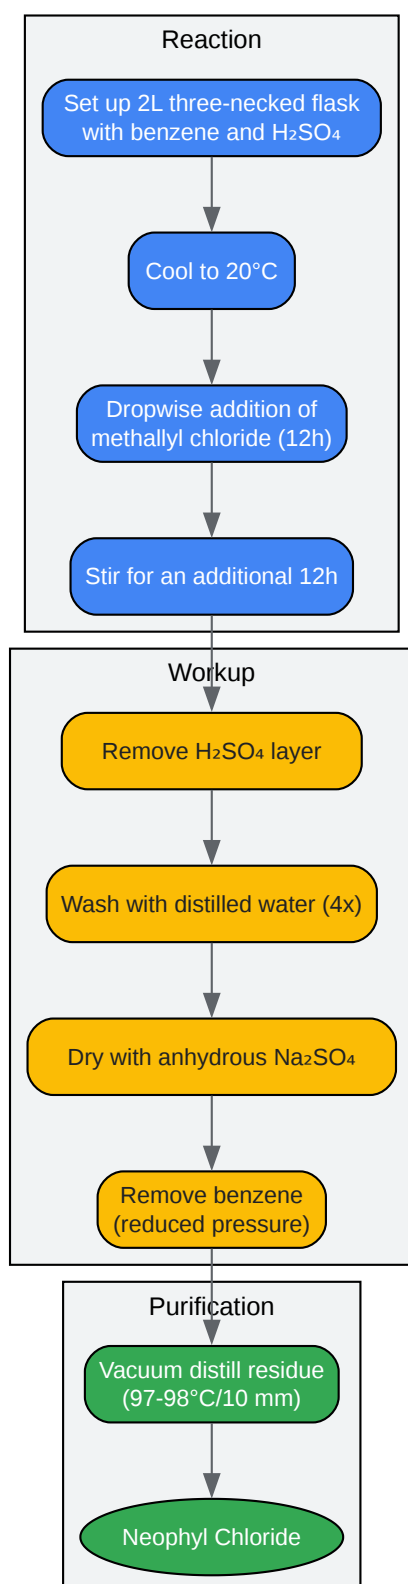 Reaction
Set up 2L three-necked flask
with benzene and H₂SO₄
Cool to 20°C
Dropwise addition of
methallyl chloride (12h)
Stir for an additional 12h
Workup
Remove H₂SO₄ layer
Wash with distilled water (4x)
Dry with anhydrous Na₂SO₄
Remove benzene
(reduced pressure)
Purification
Vacuum distill residue
(97-98°C/10 mm)
Neophyl Chloride